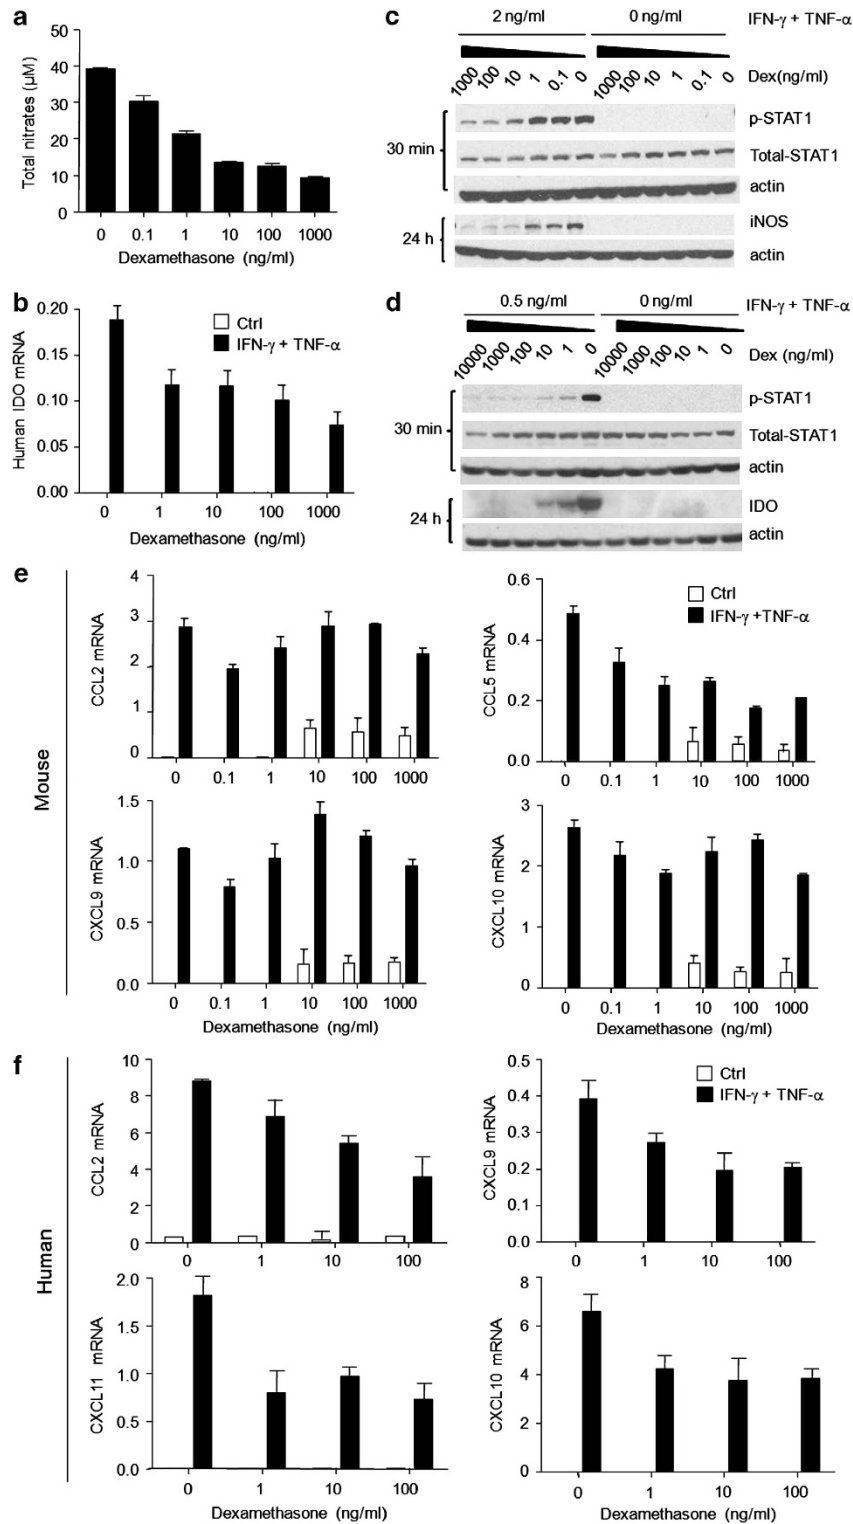 a
Total nitrates (μM)
50
40
30
20
10
0
0 0.1 1 10 100 1000
Dexamethasone (ng/ml)
b
Human IDO mRNA
0.20
0.15
0.10
0.05
0.00
Ctrl
IFN-γ + TNF-α
0 1 10 100 1000
Dexamethasone (ng/ml)
c
2 ng/ml 0 ng/ml IFN-γ + TNF-α
1000 100 10 1 0.1 0 1000 100 10 1 0.1 0 Dex(ng/ml)
30 min
p-STAT1
Total-STAT1
actin
24 h
iNOS
actin
d
0.5 ng/ml 0 ng/ml IFN-γ + TNF-α
10000 1000 100 10 1 0 10000 1000 100 10 1 0 Dex (ng/ml)
30 min
p-STAT1
Total-STAT1
actin
24 h
IDO
actin
e
Mouse
CCL2 mRNA
4
3
2
1
0
0 0.1 1 10 100 1000
CCL5 mRNA
0.6
0.4
0.2
0.0
Ctrl
IFN-γ +TNF-α
0 0.1 1 10 100 1000
CXCL9 mRNA
1.5
1.0
0.5
0.0
0 0.1 1 10 100 1000
Dexamethasone (ng/ml)
CXCL10 mRNA
3
2
1
0
0 0.1 1 10 100 1000
Dexamethasone (ng/ml)
f
Human
CCL2 mRNA
10
8
6
4
2
0
0 1 10 100
CXCL9 mRNA
0.5
0.4
0.3
0.2
0.1
0.0
Ctrl
IFN-γ + TNF-α
0 1 10 100
CXCL11 mRNA
2.0
1.5
1.0
0.5
0.0
0 1 10 100
Dexamethasone (ng/ml)
CXCL10 mRNA
8
6
4
2
0
0 1 10 100
Dexamethasone (ng/ml)